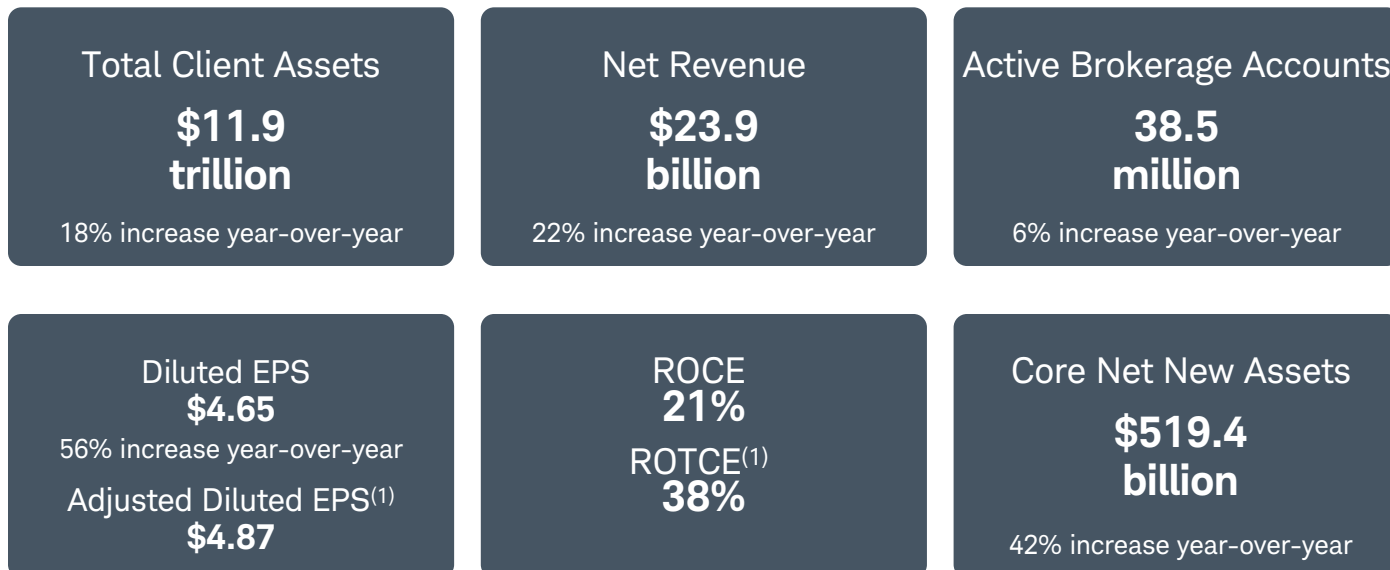 Total Client Assets
$11.9
trillion
18% increase year-over-year
Net Revenue
$23.9
billion
22% increase year-over-year
Active Brokerage Accounts
38.5
million
6% increase year-over-year
Diluted EPS
$4.65
56% increase year-over-year
Adjusted Diluted EPS(1)
$4.87
ROCE
21%
ROTCE(1)
38%
Core Net New Assets
$519.4
billion
42% increase year-over-year